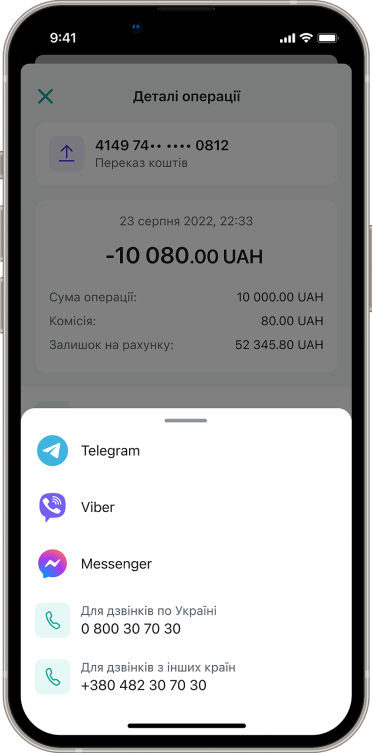 9:41
Деталі операції
4149 74•• •••• 0812
Переказ коштів
23 серпня 2022, 22:33
-10 080.00 UAH
Сума операції: 10 000.00 UAH
Комісія: 80.00 UAH
Залишок на рахунку: 52 345.80 UAH
Telegram
Viber
Messenger
Для дзвінків по Україні
0 800 30 70 30
Для дзвінків з інших країн
+380 482 30 70 30